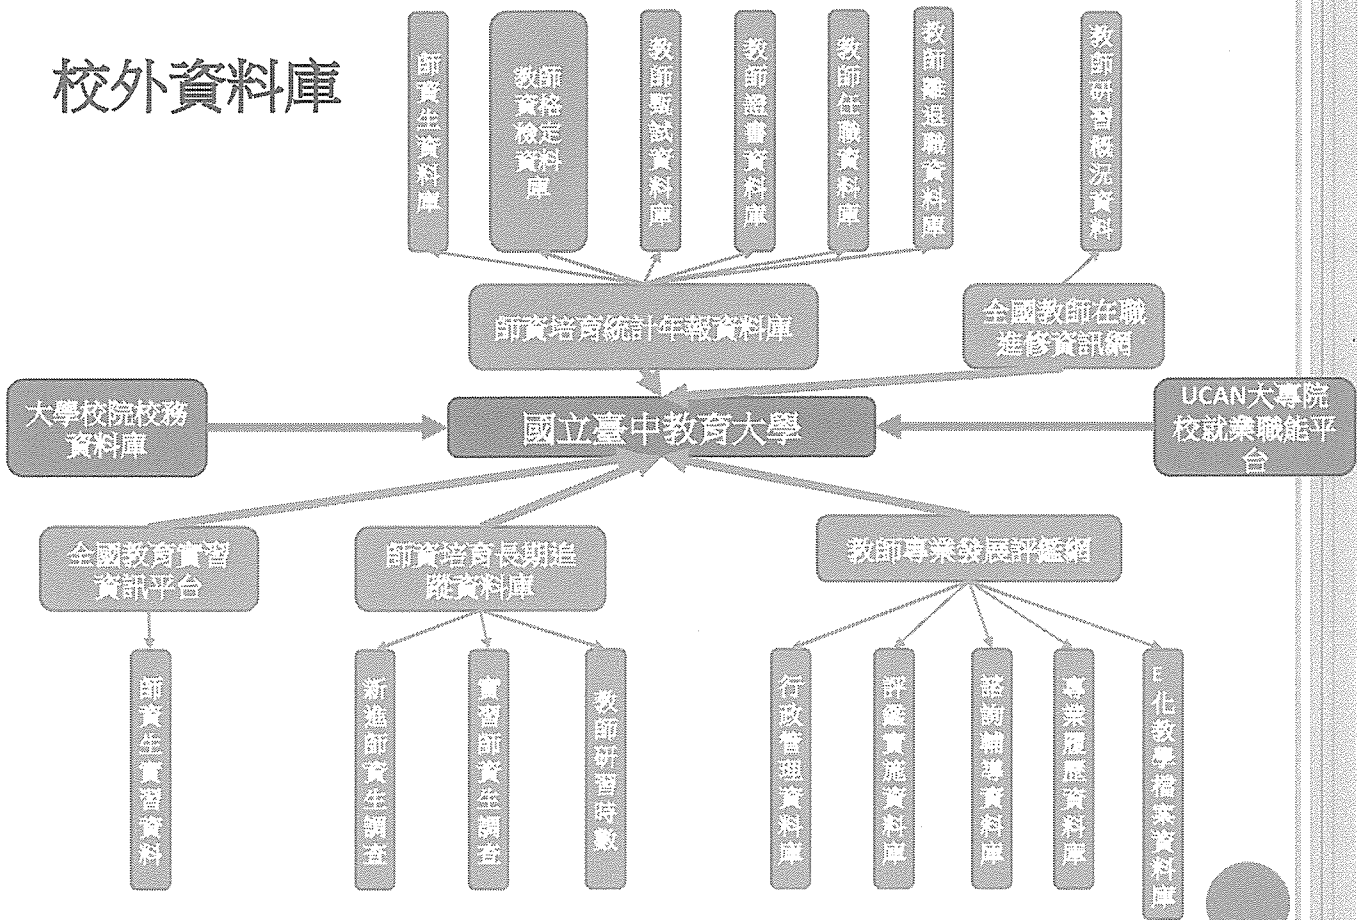 校外資料庫
師資生資料庫
教師
資格
檢定
資料
庫
教師甄試資料庫
教師證書資料庫
教師任職資料庫
教師離退職資料庫
教師研習概況資料
師資培育統計年報資料庫
全國教師在職
進修資訊網
大學校院校務
資料庫
國立臺中教育大學
UCAN大專院
校就業職能平
台
全國教育實習
資訊平台
師資培育長期追
蹤資料庫
教師專業發展評鑑網
師資生實習資料
新進師資生調查
實習師資生調查
教師研習時數
行政管理資料庫
評鑑實施資料庫
諮詢輔導資料庫
專業履歷資料庫
E化教學檔案資料庫